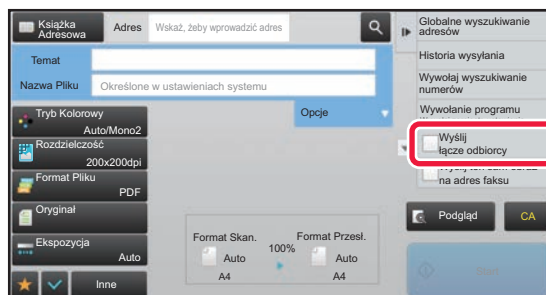 Książka
Adresowa
Adres
Wskaż, żeby wprowadzić adres
Temat
Nazwa Pliku
Określone w ustawieniach systemu
Opcje
Tryb Kolorowy
Auto/Mono2
Rozdzielczość
200x200dpi
Format Pliku
PDF
Oryginał
Ekspozycja
Auto
Inne
Format Skan.
Auto
A4
100%
Format Przesł.
Auto
A4
Globalne wyszukiwanie
adresów
Historia wysyłania
Wywołaj wyszukiwanie
numerów
Wywołanie programu
Wyślij
łącze odbiorcy
na adres faksu
Podgląd
CA
Start